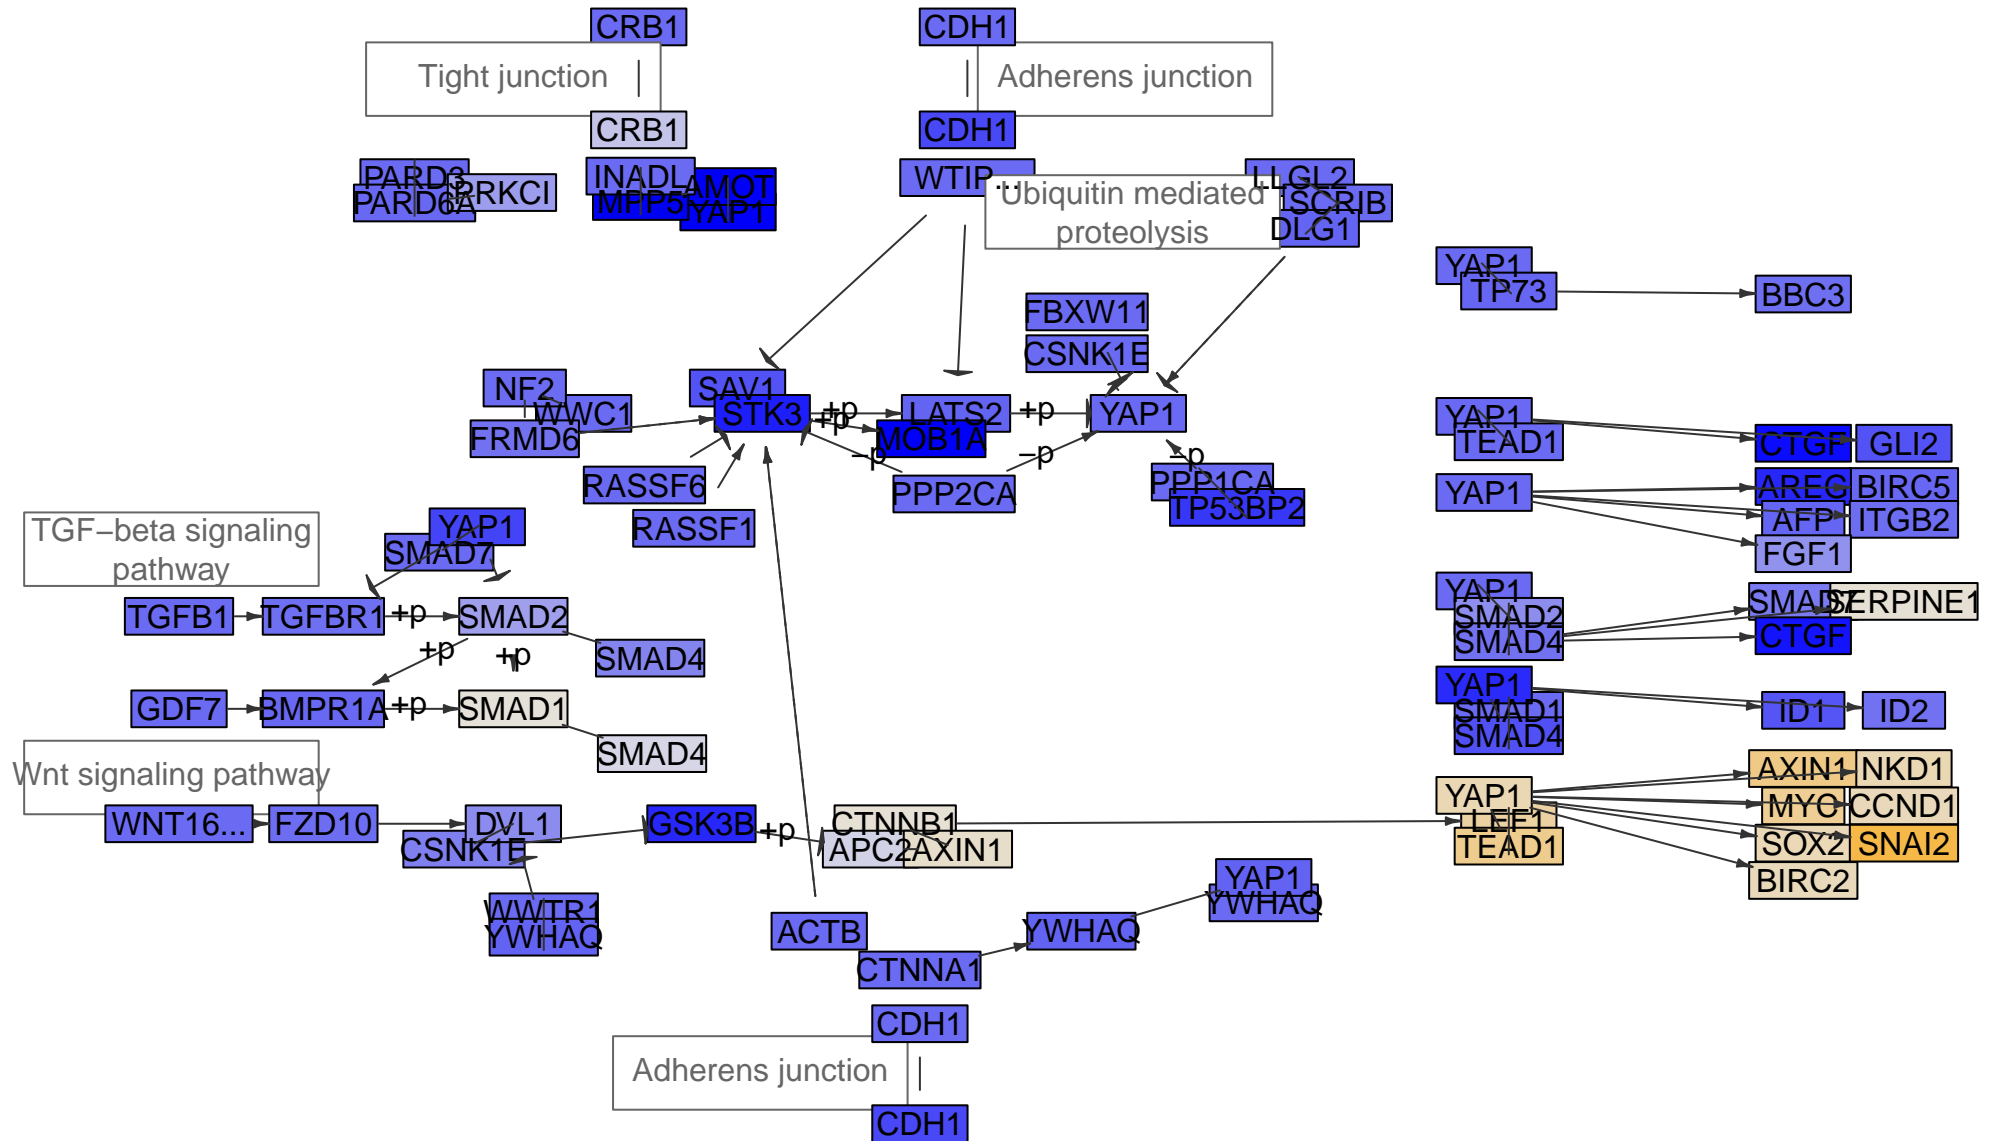 CRB1
CDH1
Tight junction
Adherens junction
CRB1
CDH1
PARD3
PARD6A
PRKCI
INADL
MPP5
AMOT
YAP1
WTIP...
Ubiquitin mediated
proteolysis
LLGL2
SCRIB
DLG1
YAP1
TP73
BBC3
FBXW11
CSNK1E
NF2
WWC1
FRMD6
SAV1
STK3
+p
+p
LATS2
MOB1A
+p
YAP1
−p
−p
−p
RASSF6
RASSF1
PPP2CA
PPP1CA
TP53BP2
YAP1
TEAD1
CTGF
GLI2
YAP1
AREG
BIRC5
AFP
ITGB2
FGF1
TGF−beta signaling
pathway
YAP1
SMAD7
TGFB1
TGFBR1
+p
SMAD2
+p
+p
SMAD4
YAP1
SMAD2
SMAD4
SMAD7
SERPINE1
CTGF
GDF7
BMPR1A
+p
SMAD1
SMAD4
YAP1
SMAD1
SMAD4
ID1
ID2
Wnt signaling pathway
WNT16...
FZD10
DVL1
CSNK1E
GSK3B
+p
CTNNB1
APC2
AXIN1
YAP1
LEF1
TEAD1
AXIN1
NKD1
MYC
CCND1
SOX2
SNAI2
BIRC2
WWTR1
YWHAQ
ACTB
CTNNA1
YWHAQ
YAP1
YWHAQ
CDH1
Adherens junction
CDH1